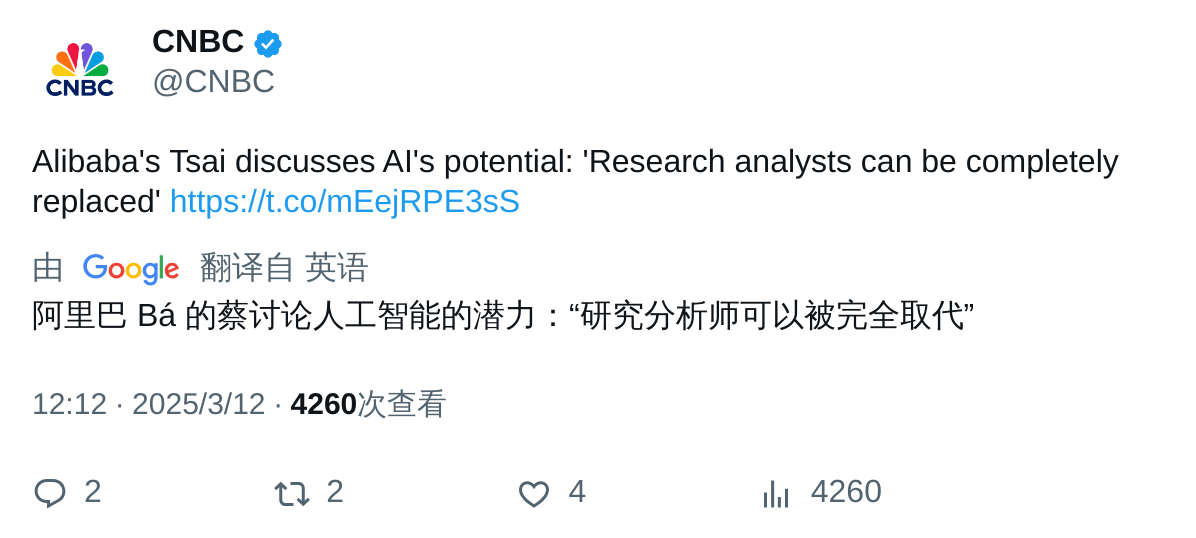 CNBC
@CNBC
CNBC
Alibaba's Tsai discusses AI's potential: 'Research analysts can be completely
replaced' https://t.co/mEejRPE3sS
由 Google 翻译自 英语
阿里巴 Bá 的蔡讨论人工智能的潜力：“研究分析师可以被完全取代”
12:12 · 2025/3/12 · 4260次查看
2 2 4 4260